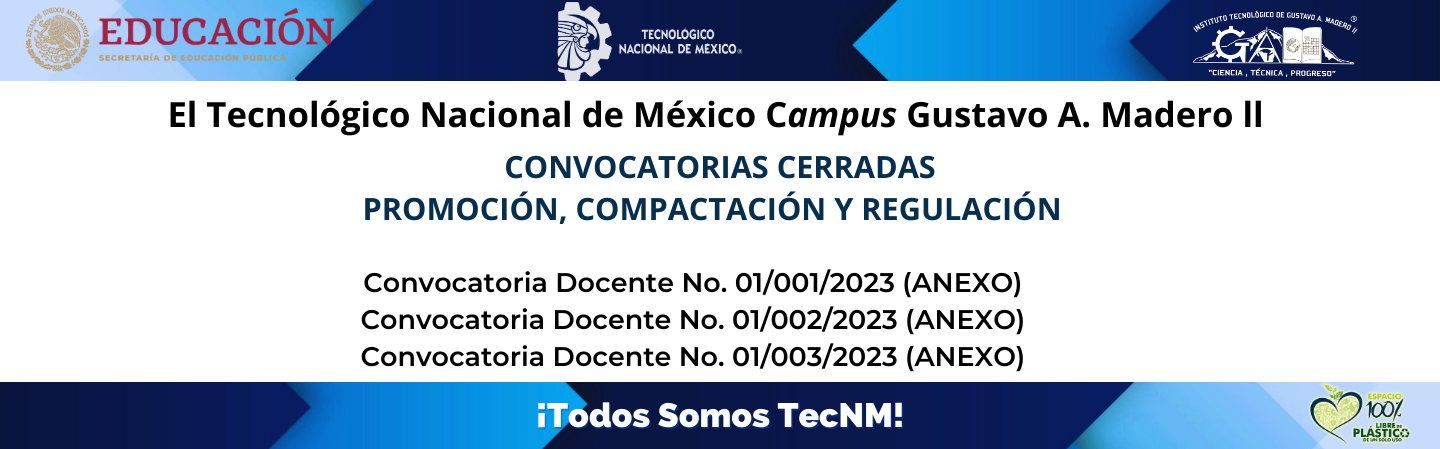 EDUCACIÓN
SECRETARÍA DE EDUCACIÓN PÚBLICA
TECNOLÓGICO
NACIONAL DE MÉXICO®
INSTITUTO TECNOLÓGICO DE GUSTAVO A. MADERO II
GAM
"CIENCIA , TÉCNICA , PROGRESO"
El Tecnológico Nacional de México Campus Gustavo A. Madero ll
CONVOCATORIAS CERRADAS
PROMOCIÓN, COMPACTACIÓN Y REGULACIÓN
Convocatoria Docente No. 01/001/2023 (ANEXO)
Convocatoria Docente No. 01/002/2023 (ANEXO)
Convocatoria Docente No. 01/003/2023 (ANEXO)
¡Todos Somos TecNM!
ESPACIO
100%
LIBRE DE
PLÁSTICO
DE UN SOLO USO